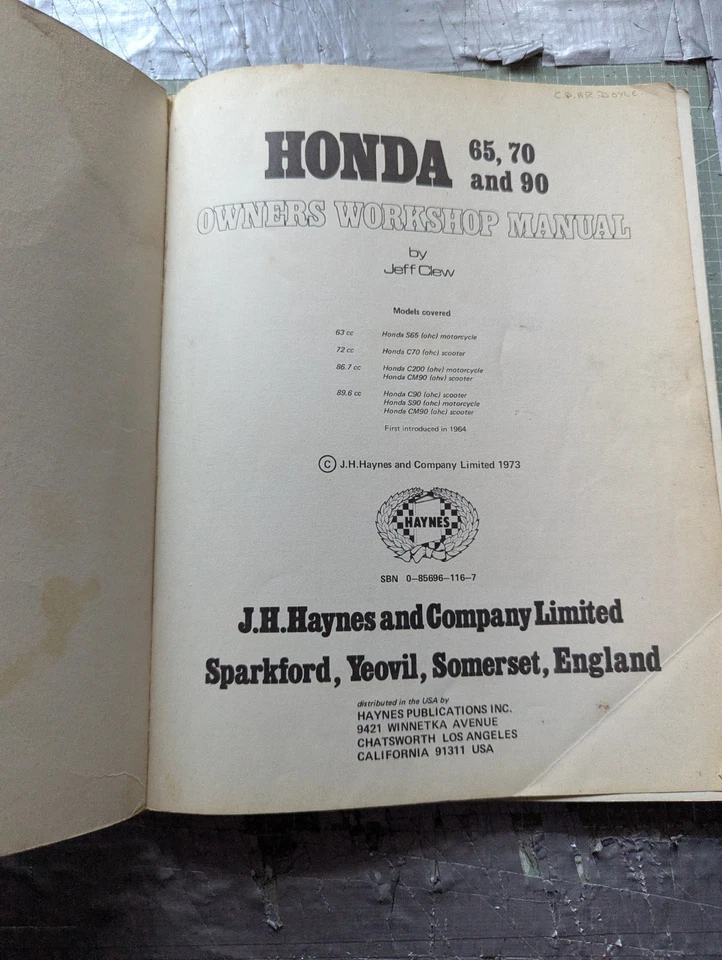 HONDA 65, 70
and 90
OWNERS WORKSHOP MANUAL
by
Jeff Clew
Models covered
63 cc Honda S65 (ohc) motorcycle
72 cc Honda C70 (ohc) scooter
86.7 cc Honda C200 (ohv) motorcycle
Honda CM90 (ohv) scooter
89.6 cc Honda C90 (ohc) scooter
Honda S90 (ohc) motorcycle
Honda CM90 (ohc) scooter
First introduced in 1964
© J.H.Haynes and Company Limited 1973
HAYNES
SBN 0-85696-116-7
J.H.Haynes and Company Limited
Sparkford, Yeovil, Somerset, England
distributed in the USA by
HAYNES PUBLICATIONS INC.
9421 WINNETKA AVENUE
CHATSWORTH LOS ANGELES
CALIFORNIA 91311 USA